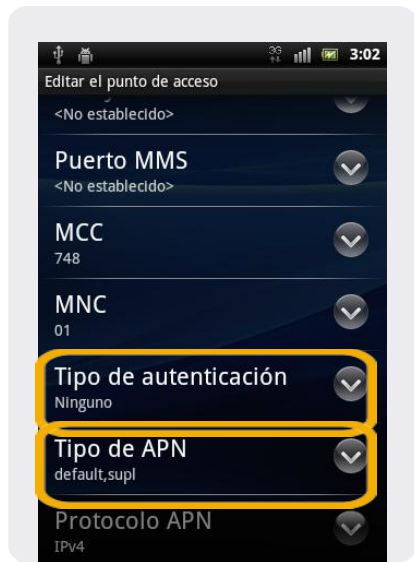 3G
3:02
Editar el punto de acceso
<No establecido>
Puerto MMS
<No establecido>
MCC
748
MNC
01
Tipo de autenticación
Ninguno
Tipo de APN
default,supl
Protocolo APN
IPv4